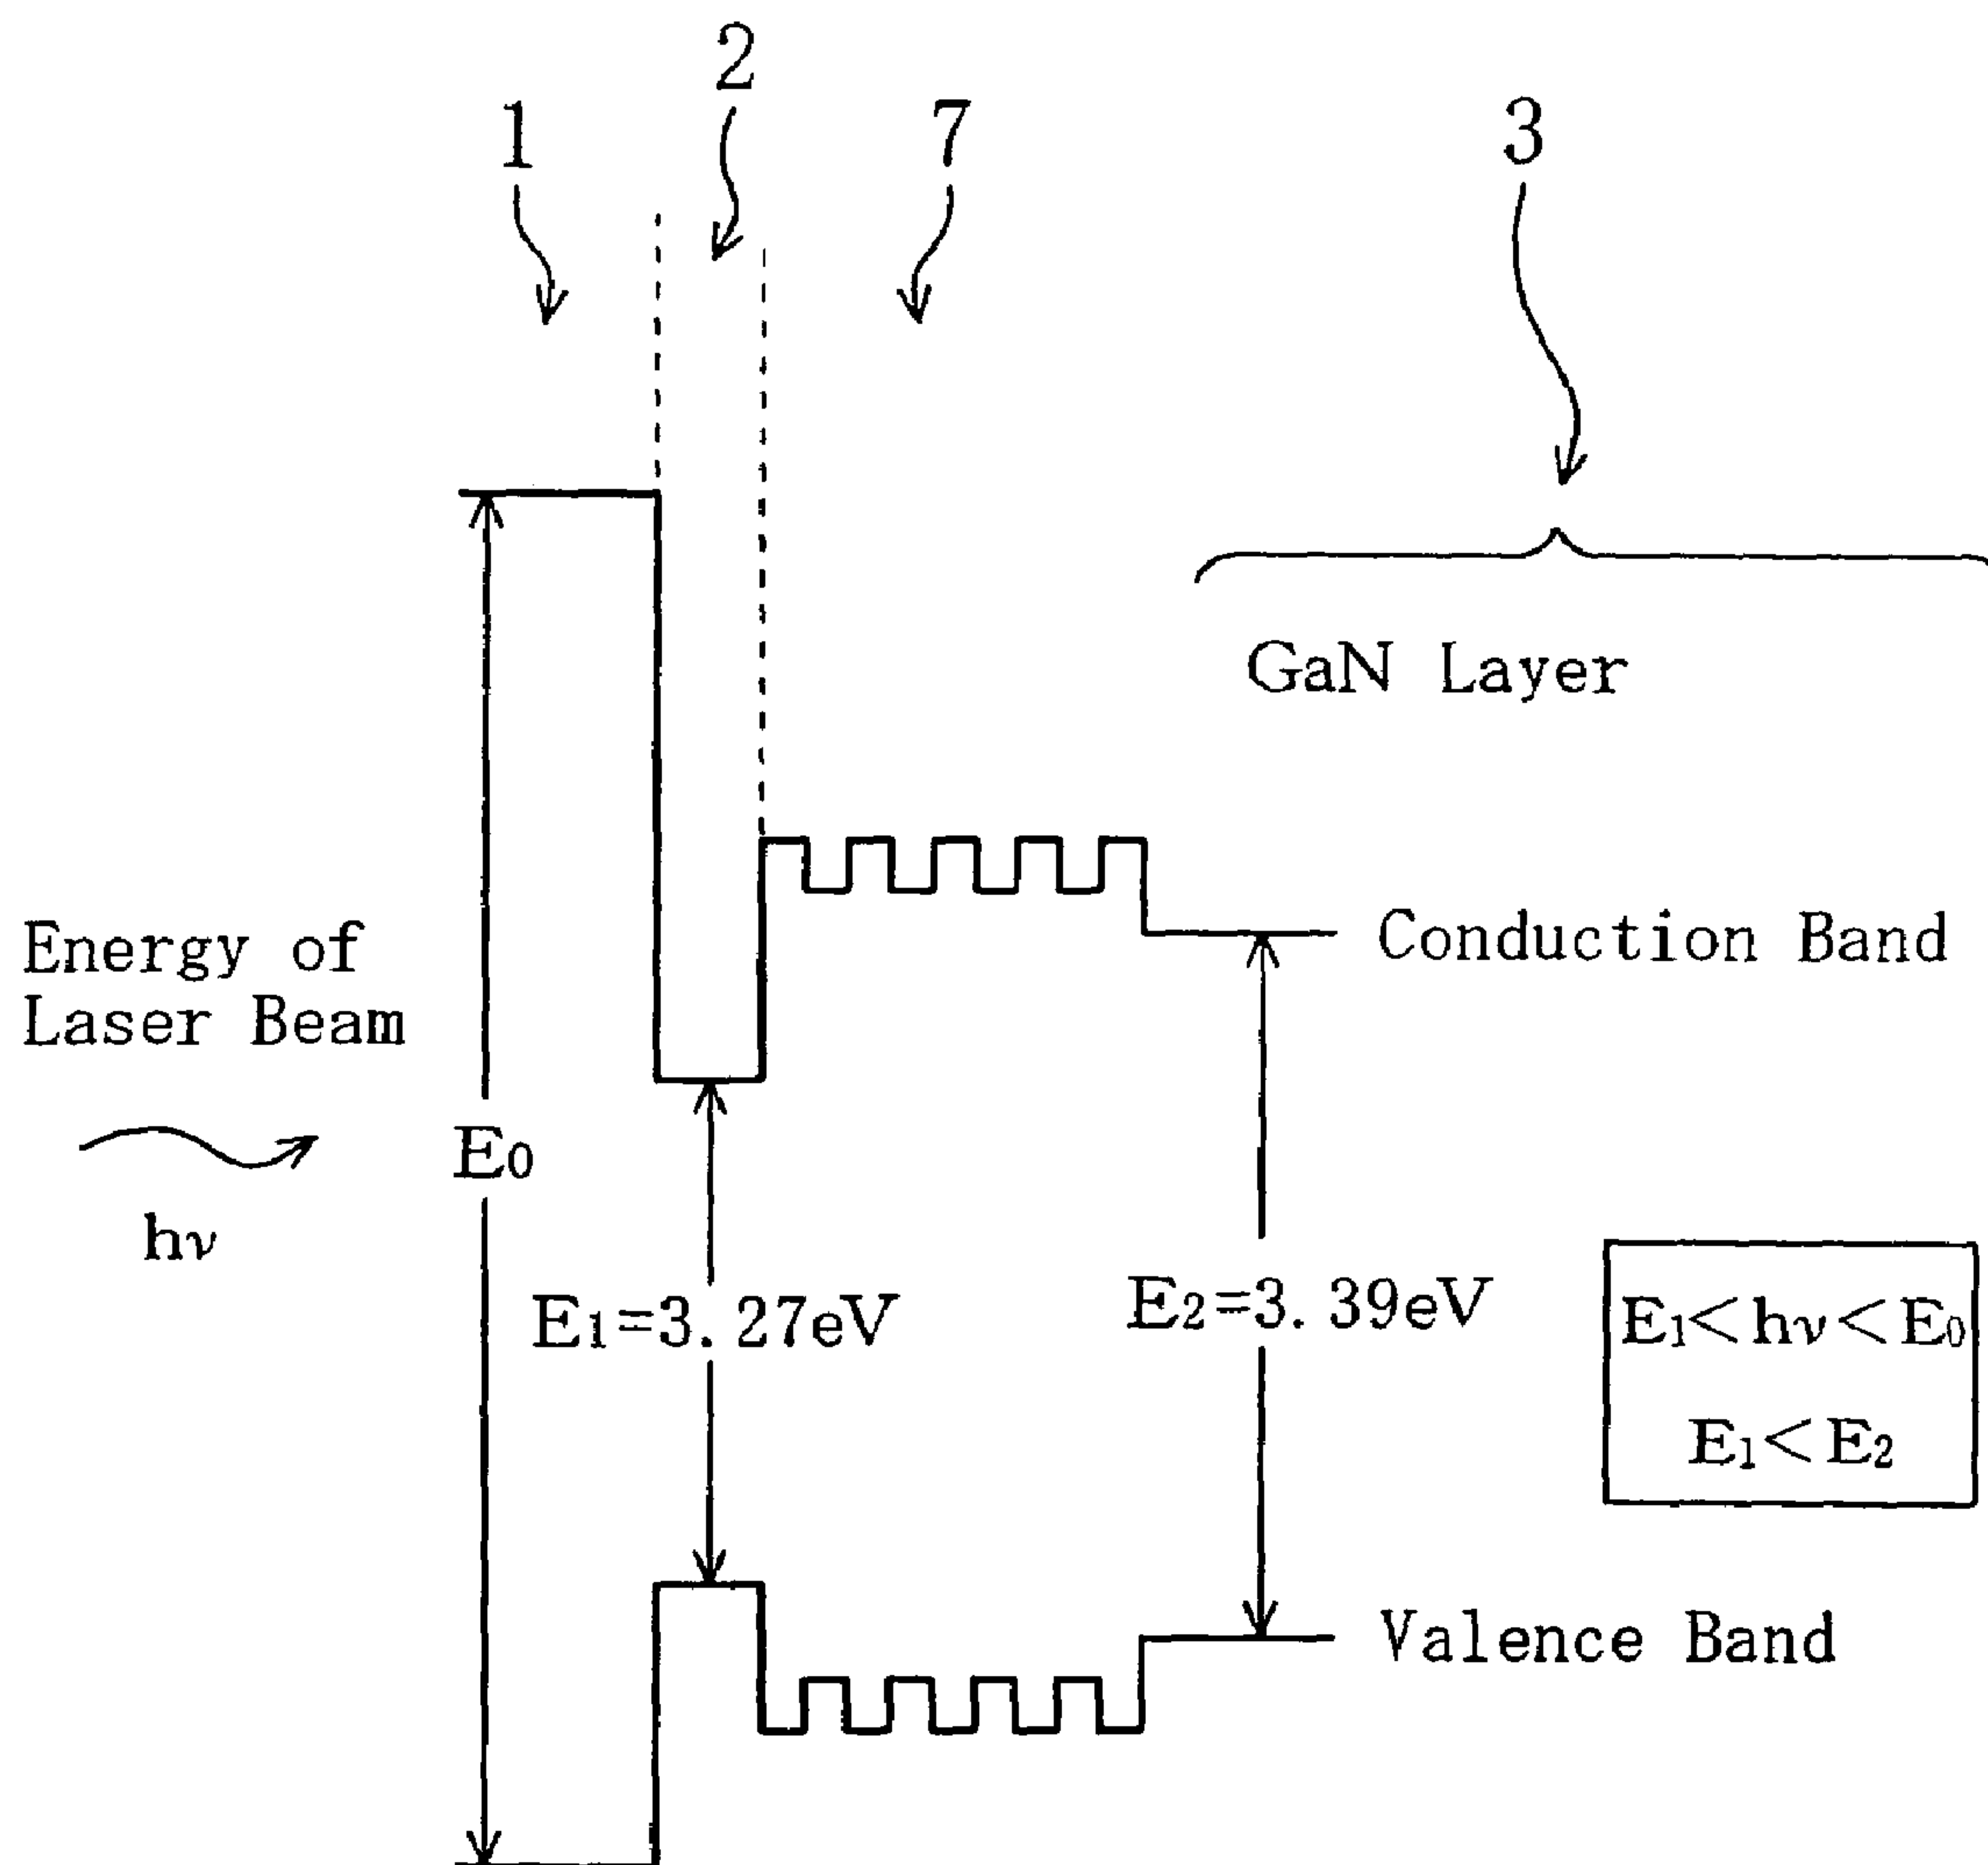 2
1
7
3
GaN Layer
Energy of
Laser Beam
Conduction Band
E₀
hν
E₁=3.27eV
E₂=3.39eV
E₁<hν<E₀
E₁<E₂
Valence Band